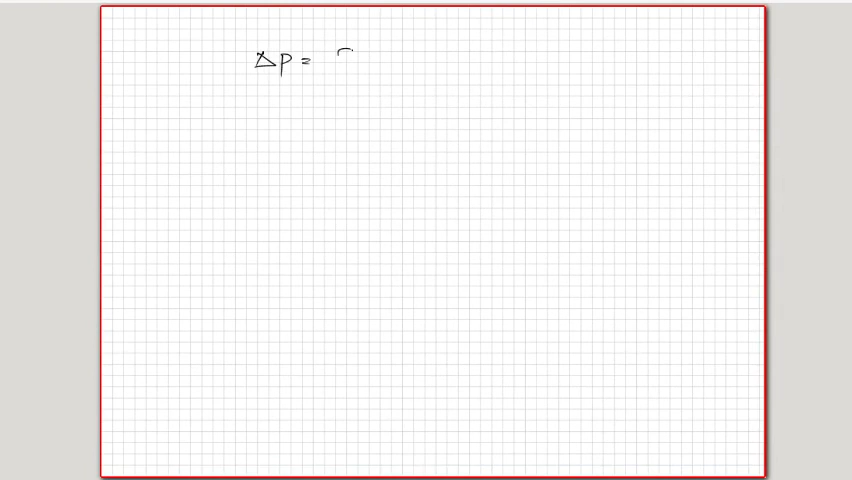 Δp =